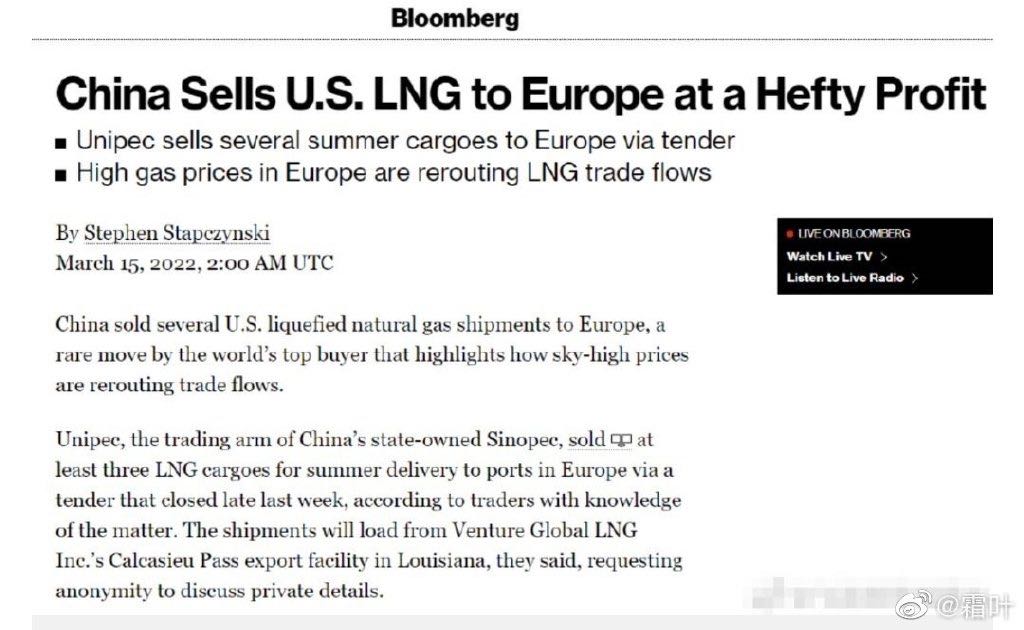 Bloomberg
China Sells U.S. LNG to Europe at a Hefty Profit
■ Unipec sells several summer cargoes to Europe via tender
■ High gas prices in Europe are rerouting LNG trade flows
By Stephen Stapczynski
March 15, 2022, 2:00 AM UTC
LIVE ON BLOOMBERG
Watch Live TV >
Listen to Live Radio >
China sold several U.S. liquefied natural gas shipments to Europe, a
rare move by the world's top buyer that highlights how sky-high prices
are rerouting trade flows.
Unipec, the trading arm of China's state-owned Sinopec, sold at
least three LNG cargoes for summer delivery to ports in Europe via a
tender that closed late last week, according to traders with knowledge
of the matter. The shipments will load from Venture Global LNG
Inc.'s Calcasieu Pass export facility in Louisiana, they said, requesting
anonymity to discuss private details.
@霜叶